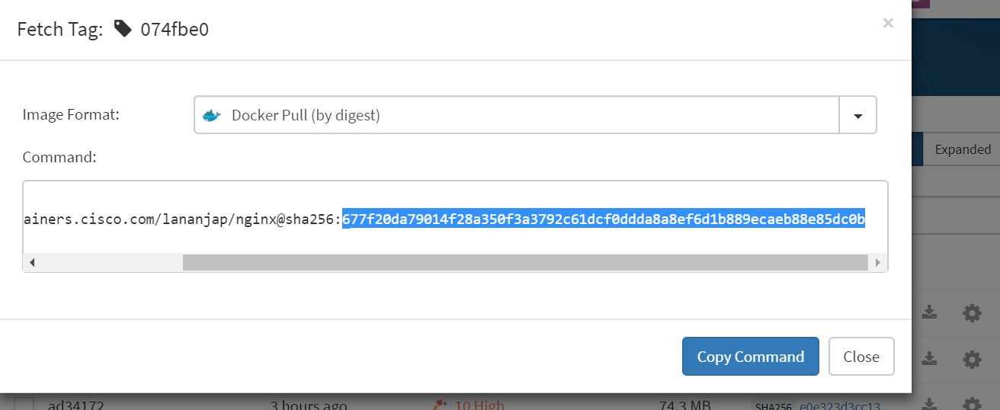 Fetch Tag: 074fbe0
×
Image Format: Docker Pull (by digest)
Command:
Expanded
ainers.cisco.com/lananjap/nginx@sha256:677f20da79014f28a350f3a3792c61dcf0ddda8a8ef6d1b889ecaeb88e85dc0b
Copy Command Close
ad34172 3 hours ago 10 High 74.3 MB SHA256 e0e323d3cc13